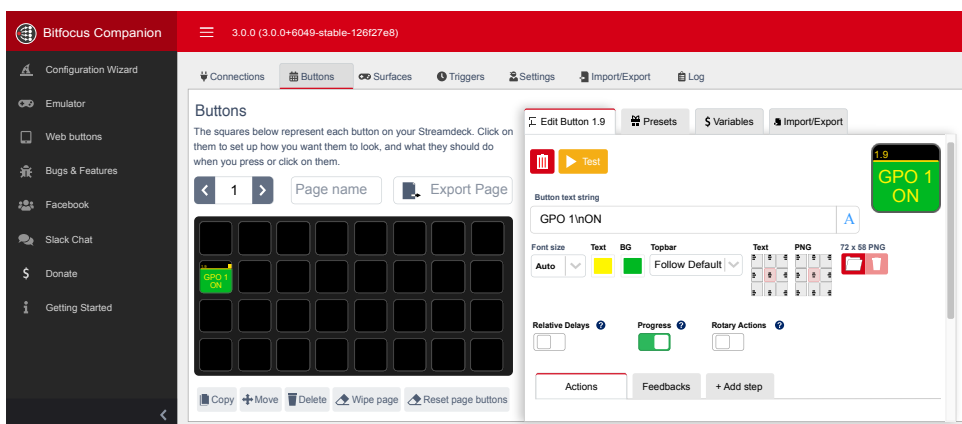 Bitfocus Companion
3.0.0 (3.0.0+6049-stable-126f27e8)
Configuration Wizard
Emulator
Web buttons
Bugs & Features
Facebook
Slack Chat
$ Donate
Getting Started
Connections
Buttons
Surfaces
Triggers
Settings
Import/Export
Log
Buttons
The squares below represent each button on your Streamdeck. Click on
them to set up how you want them to look, and what they should do
when you press or click on them.
1
Page name
Export Page
1.9
GPO 1
ON
Copy
Move
Delete
Wipe page
Reset page buttons
Edit Button 1.9
Presets
$ Variables
Import/Export
Test
1.9
GPO 1
ON
Button text string
GPO 1\nON
A
Font size
Text
BG
Topbar
Text
PNG
72 x 58 PNG
Auto
Follow Default
Relative Delays
Progress
Rotary Actions
Actions
Feedbacks
+ Add step